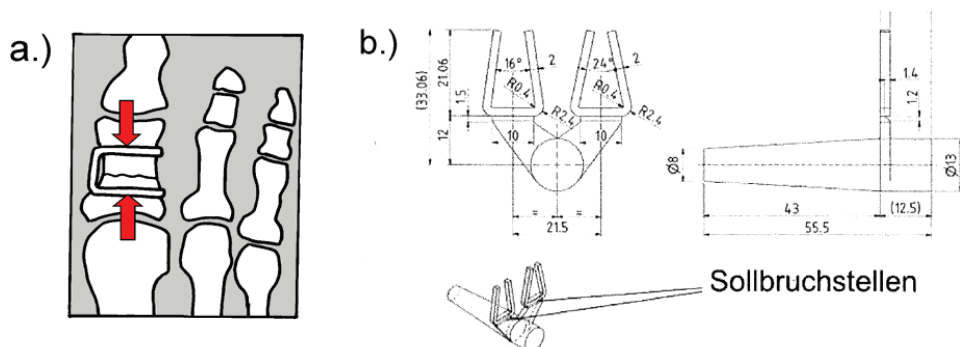 a.)
b.)
(33.06)
21.06
1.5
12
16°
2
24°
2
R0.4
R0.4
R2.4
R2.4
10
10
=
=
21.5
1.4
1.2
Ø8
Ø13
43
(12.5)
55.5
Sollbruchstellen